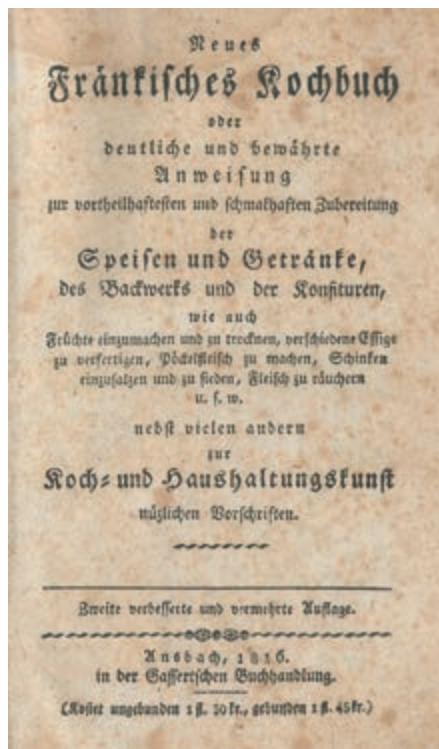 Neues
Fränkisches Kochbuch
oder
deutliche und bewährte
Anweisung
zur vortheilhaftesten und schmakhaften Zubereitung
der
Speisen und Getränke,
des Backwerks und der Konfituren,
wie auch
Früchte einzumachen und zu trocknen, verschiedene Essige
zu verfertigen, Pöckelfleisch zu machen, Schinken
einzusalzen und zu sieden, Fleisch zu räuchern
u. s. w.
nebst vielen andern
zur
Koch- und Haushaltungskunst
nüzlichen Vorschriften.
Zweite verbesserte und vermehrte Auflage.
Ansbach, 1816.
in der Gassertschen Buchhandlung.
(Kostet ungebunden 1 fl. 30 kr., gebunden 1 fl. 45 kr.)